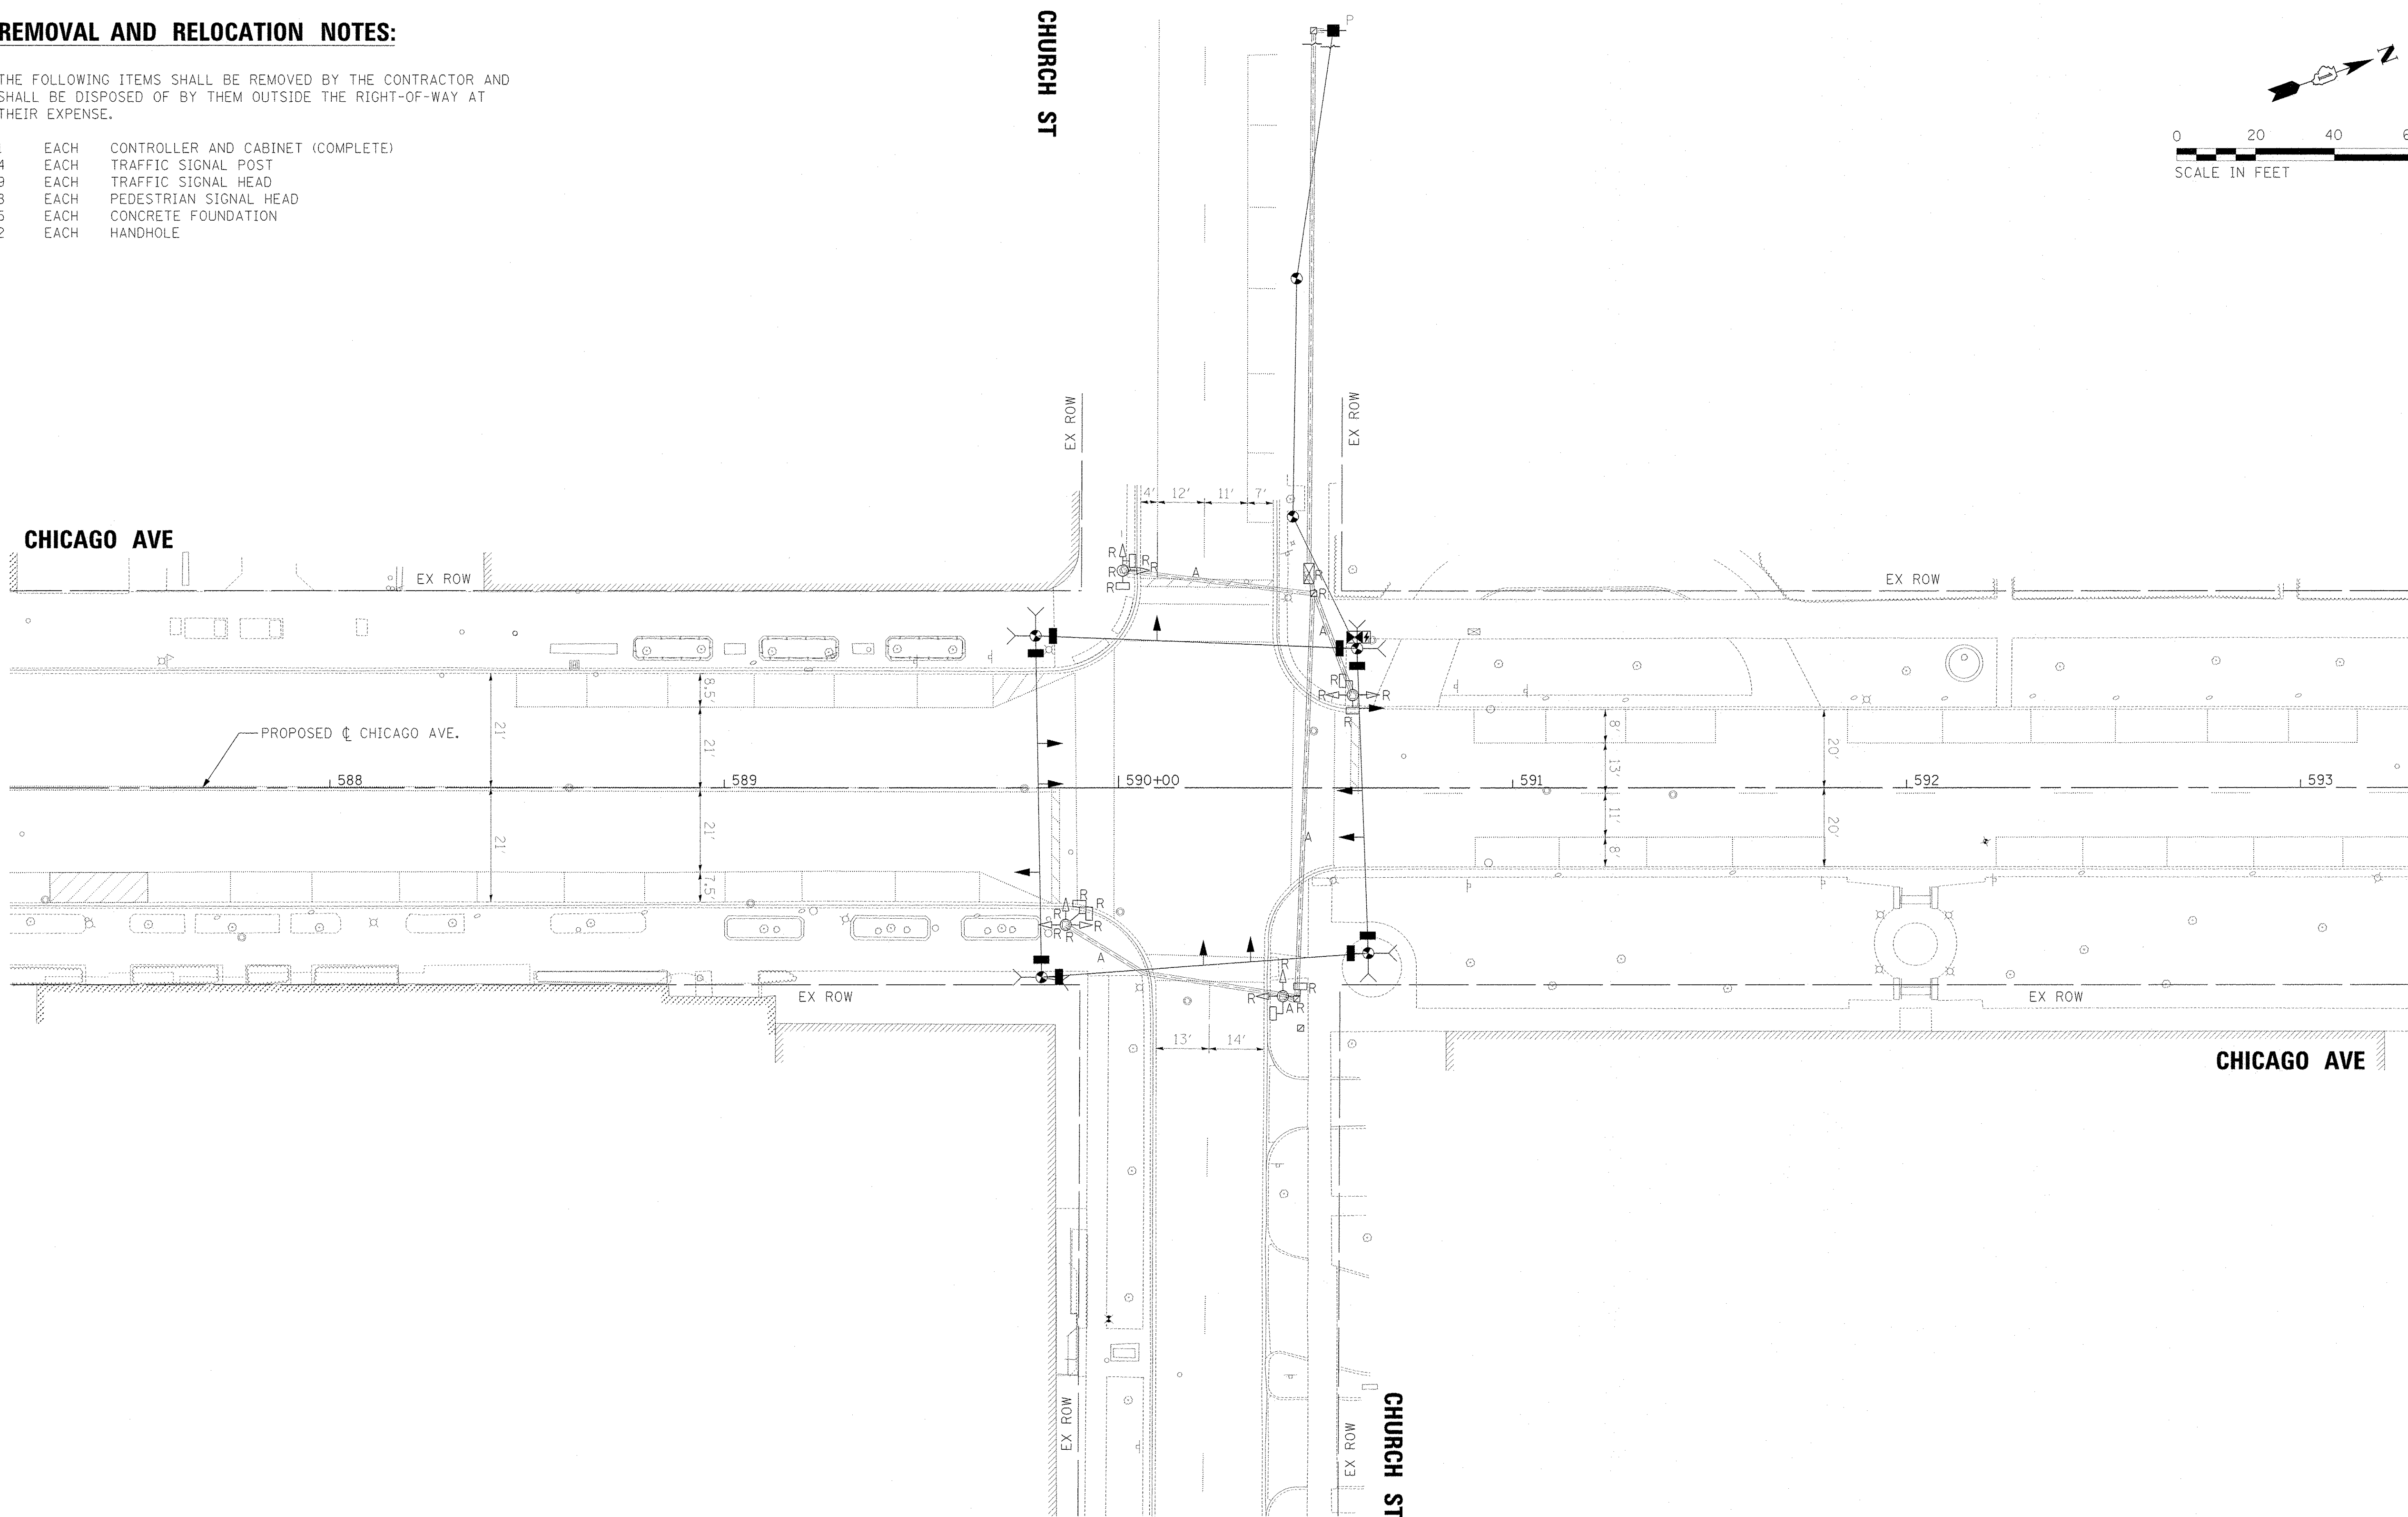 REMOVAL AND RELOCATION NOTES:
THE FOLLOWING ITEMS SHALL BE REMOVED BY THE CONTRACTOR AND
SHALL BE DISPOSED OF BY THEM OUTSIDE THE RIGHT-OF-WAY AT
THEIR EXPENSE.
1 EACH CONTROLLER AND CABINET (COMPLETE)
4 EACH TRAFFIC SIGNAL POST
9 EACH TRAFFIC SIGNAL HEAD
EACH PEDESTRIAN SIGNAL HEAD
EACH CONCRETE FOUNDATION
2 EACH HANDHOLE
CHURCH ST
P
N
0 20 40
SCALE IN FEET
EX ROW
EX ROW
4' 12' 11' 7'
CHICAGO AVE
EX ROW
EX ROW
R
R
R
R
R
A
R
R
A
R
R
R
R
8.5'
21'
21'
PROPOSED ℄ CHICAGO AVE.
8'
13'
20'
588
589
590+00
591
592
593
21'
21'
7.5'
11'
8'
20'
A
R
R
R
R
R
R
A
R
R
R
A
R
EX ROW
EX ROW
13' 14'
CHICAGO AVE
EX ROW
EX ROW
CHURCH ST